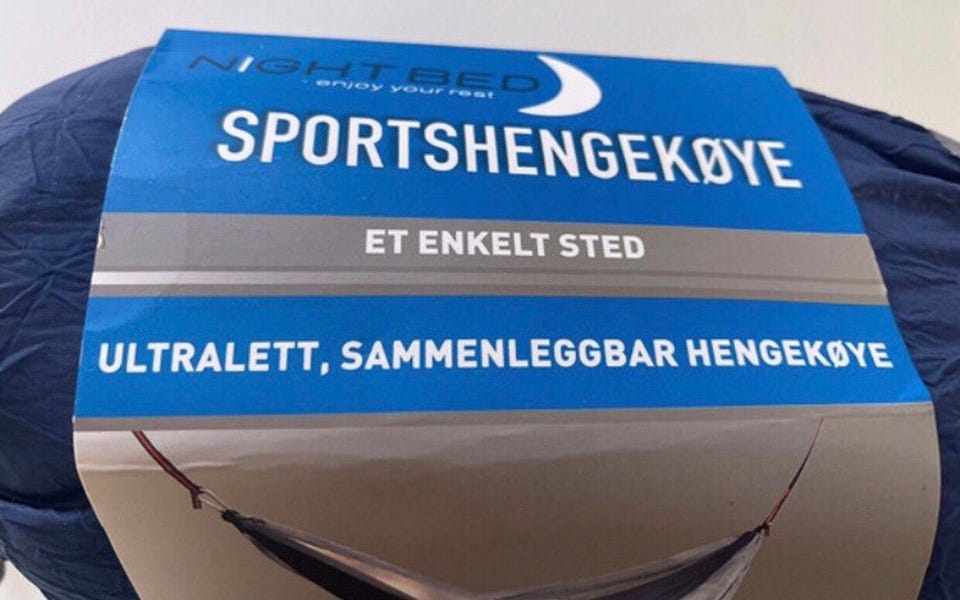 NIGHT BED
enjoy your rest
SPORTSHENGEKØYE
ET ENKELT STED
ULTRALETT, SAMMENLEGGBAR HENGEKØYE